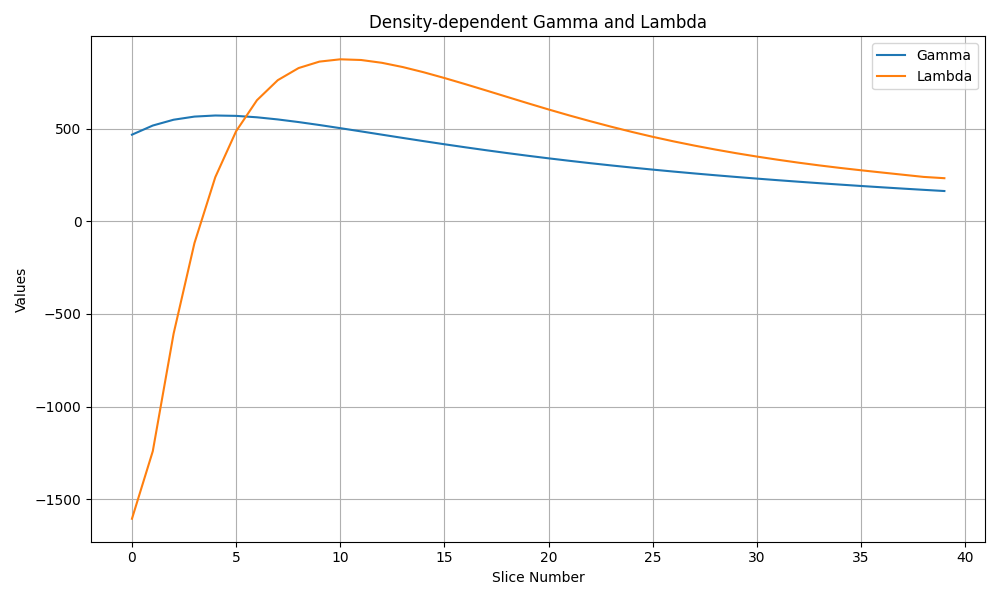 Density-dependent Gamma and Lambda
Gamma
Lambda
Values
500
0
−500
−1000
−1500
0 5 10 15 20 25 30 35 40
Slice Number